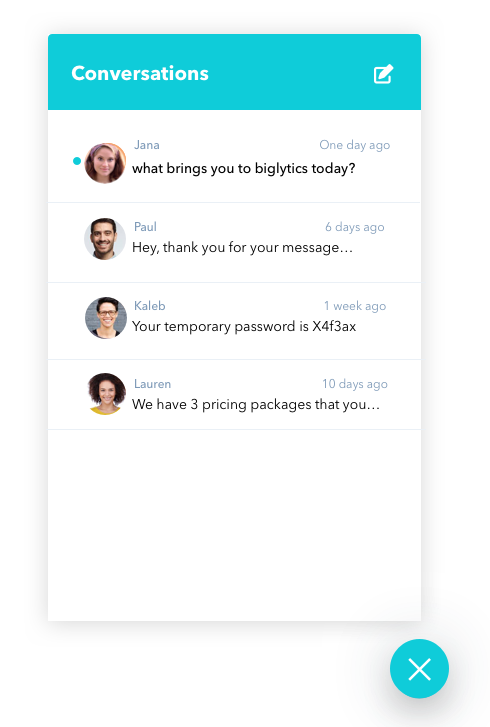 Conversations
Jana
One day ago
what brings you to biglytics today?
Paul
6 days ago
Hey, thank you for your message…
Kaleb
1 week ago
Your temporary password is X4f3ax
Lauren
10 days ago
We have 3 pricing packages that you…